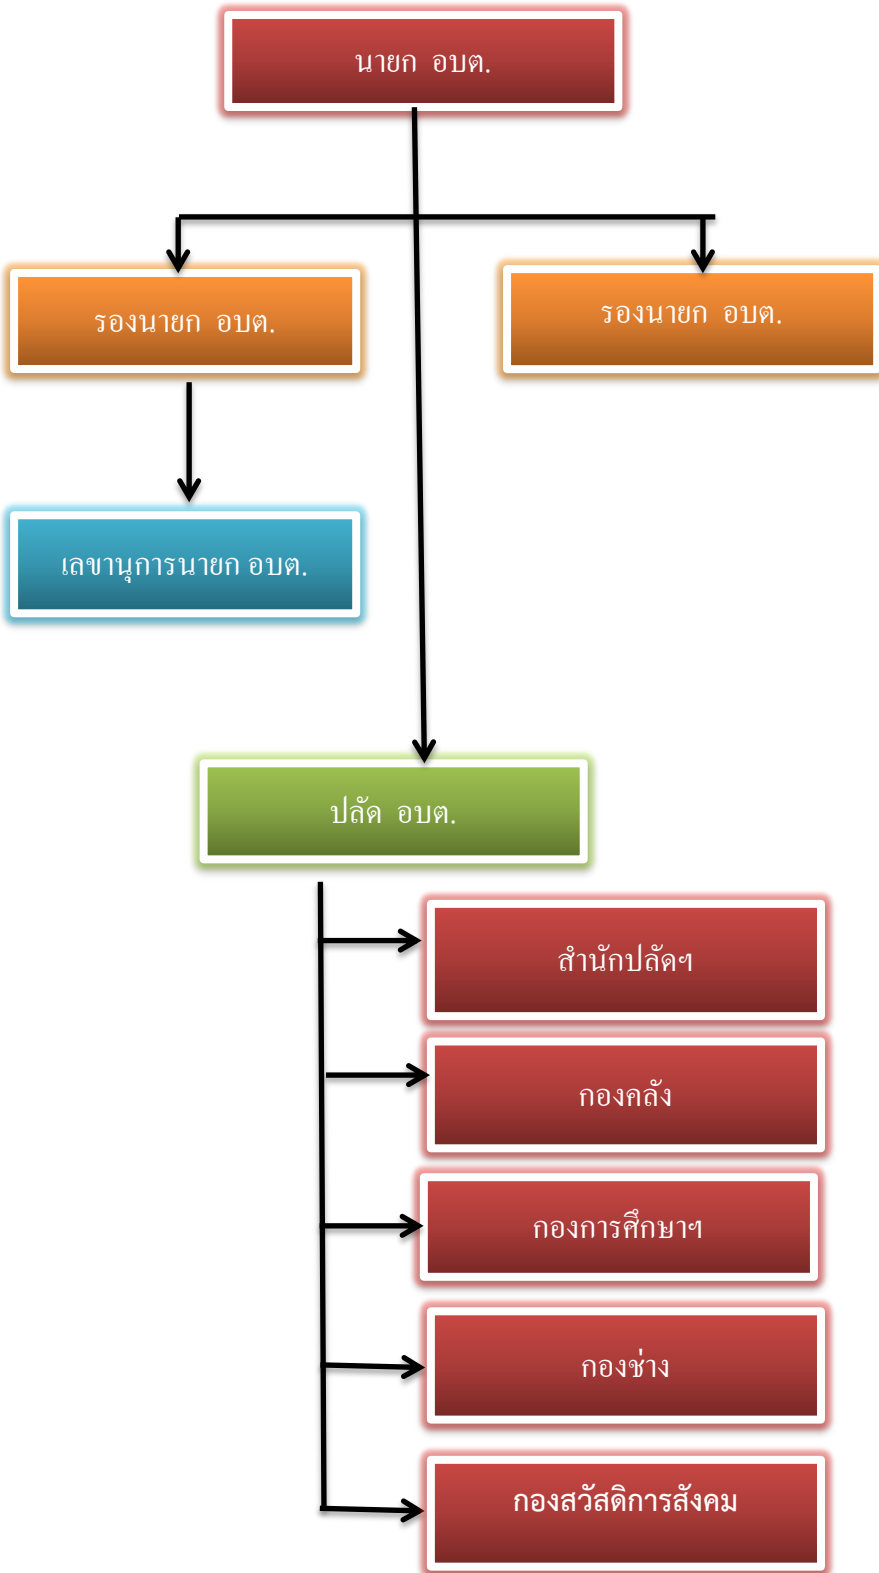 นายก อบต.
รองนายก อบต.
รองนายก อบต.
เลขานุการนายก อบต.
ปลัด อบต.
สำนักปลัดฯ
กองคลัง
กองการศึกษาฯ
กองช่าง
กองสวัสดิการสังคม